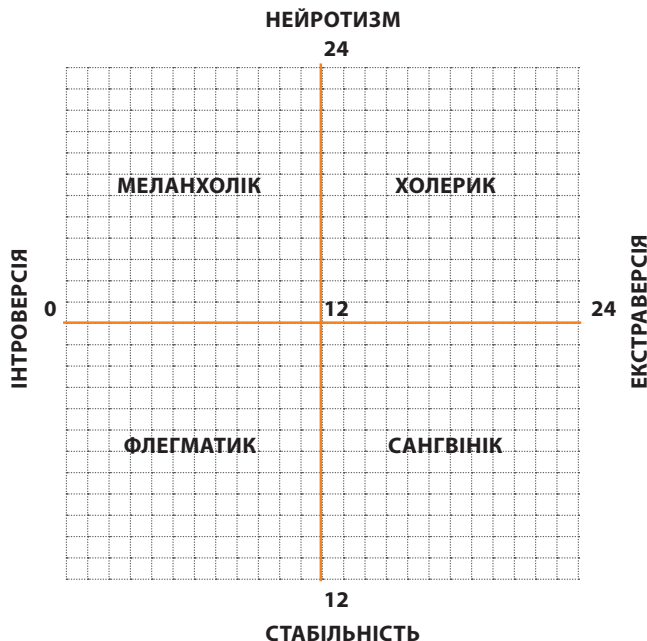 НЕЙРОТИЗМ
24
МЕЛАНХОЛІК ХОЛЕРИК
ІНТРОВЕРСІЯ
0 12 24
ЕКСТРАВЕРСІЯ
ФЛЕГМАТИК САНГВІНІК
12
СТАБІЛЬНІСТЬ